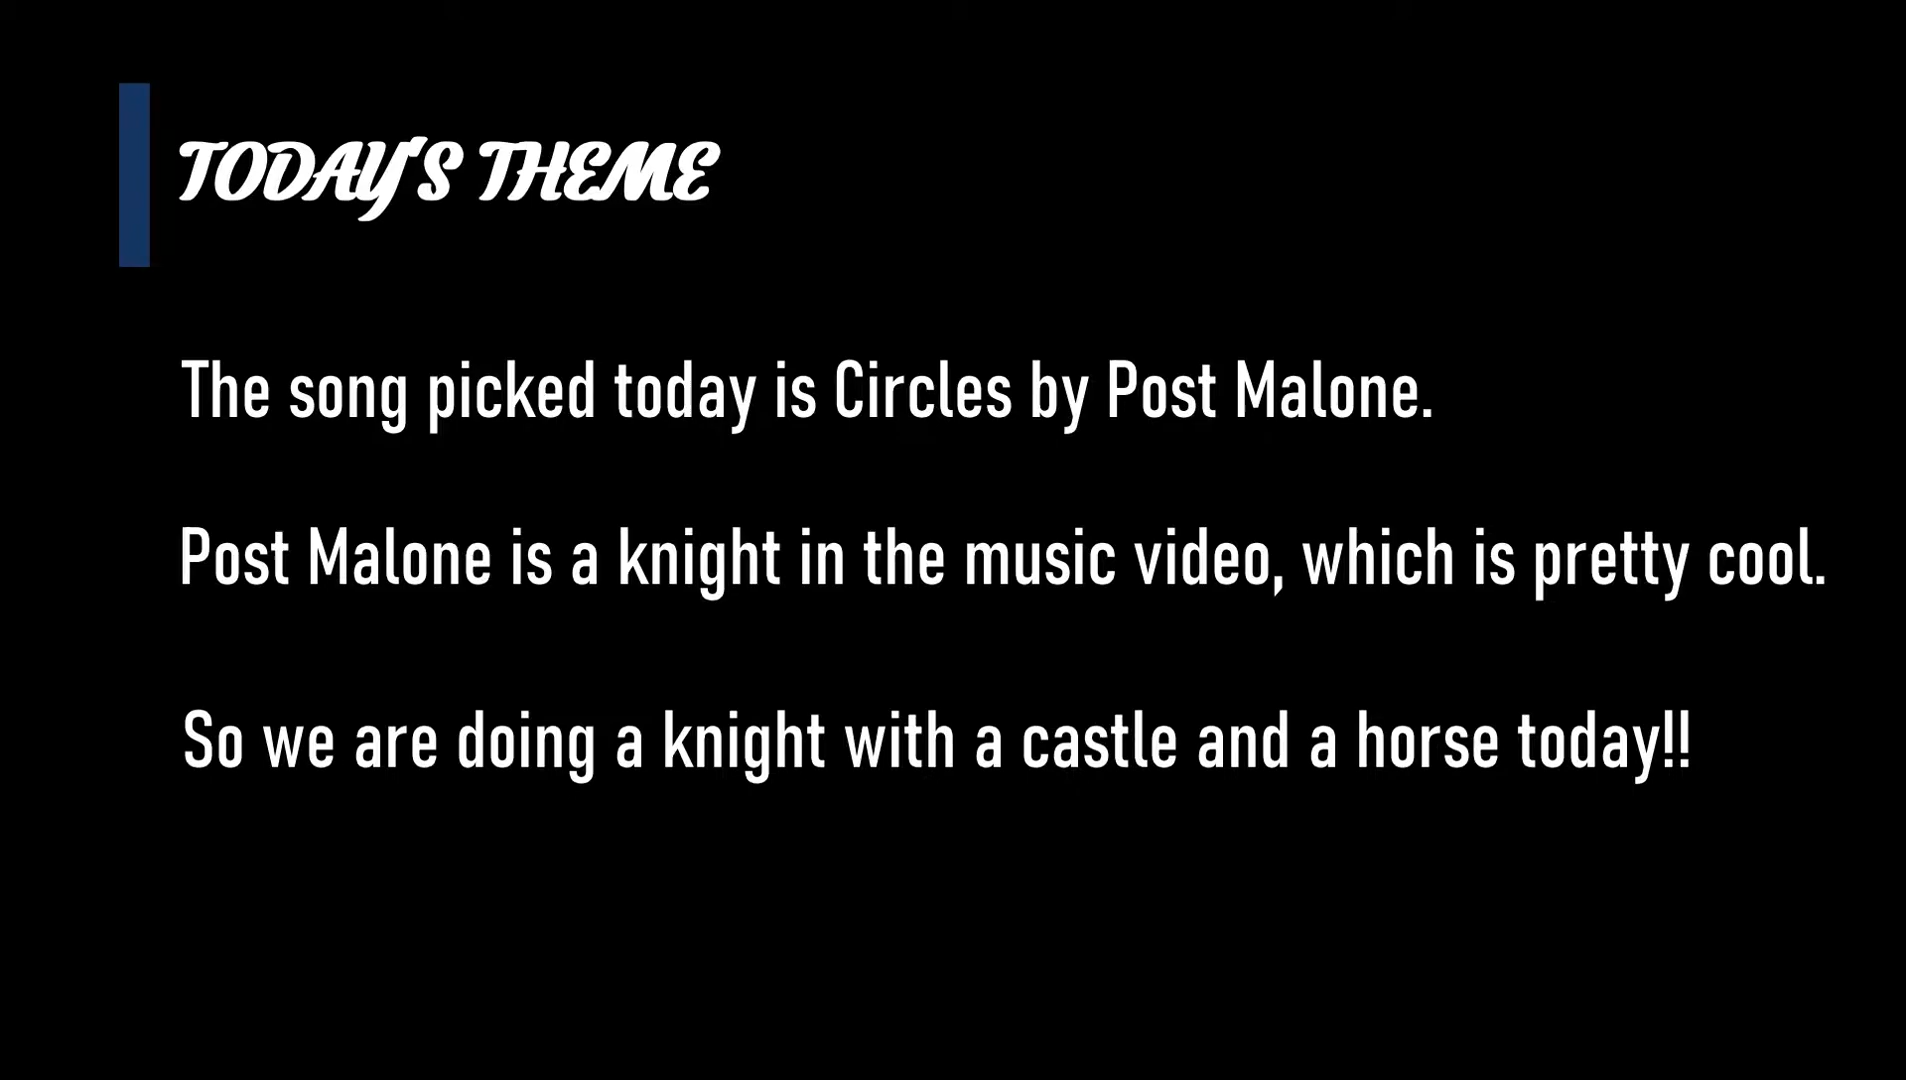 TODAY'S THEME
The song picked today is Circles by Post Malone.
Post Malone is a knight in the music video, which is pretty cool.
So we are doing a knight with a castle and a horse today!!